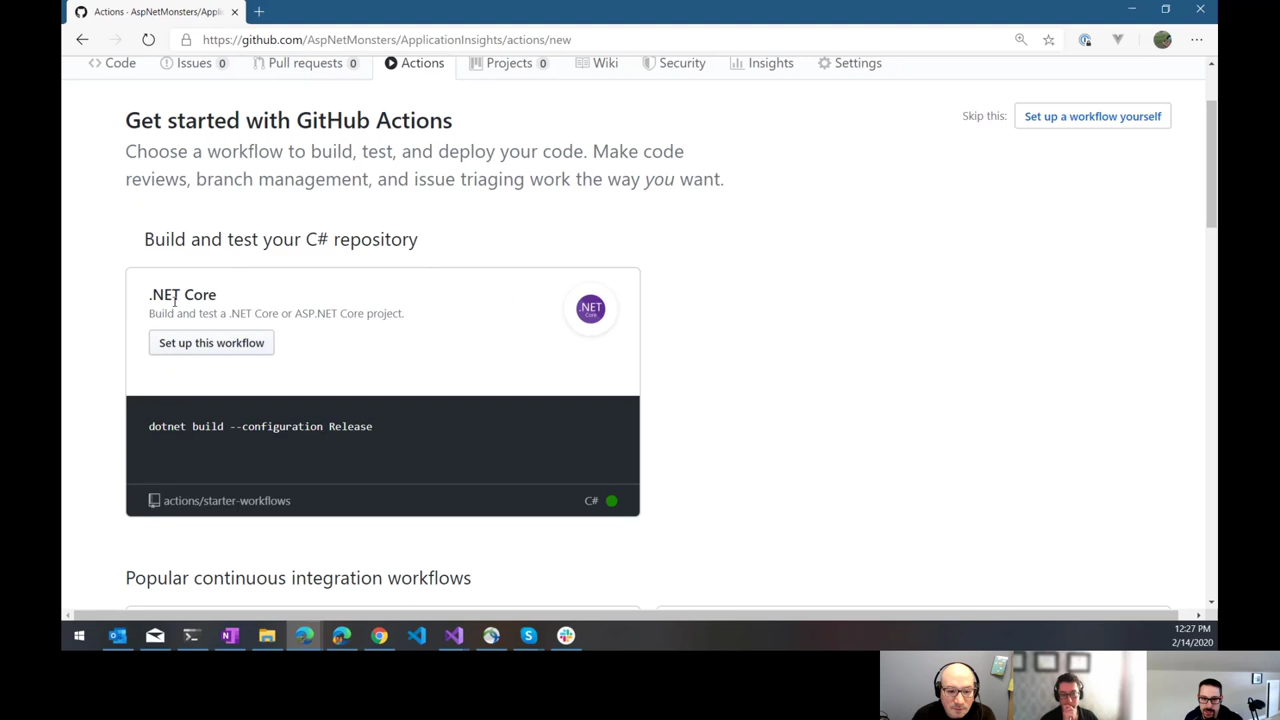 Actions · AspNetMonsters/Appli
https://github.com/AspNetMonsters/ApplicationInsights/actions/new
Code
Issues 0
Pull requests 0
Actions
Projects 0
Wiki
Security
Insights
Settings
Get started with GitHub Actions
Skip this:
Set up a workflow yourself
Choose a workflow to build, test, and deploy your code. Make code
reviews, branch management, and issue triaging work the way you want.
Build and test your C# repository
.NET Core
Build and test a .NET Core or ASP.NET Core project.
.NET
Core
Set up this workflow
dotnet build --configuration Release
actions/starter-workflows
C#
Popular continuous integration workflows
12:27 PM
2/14/2020